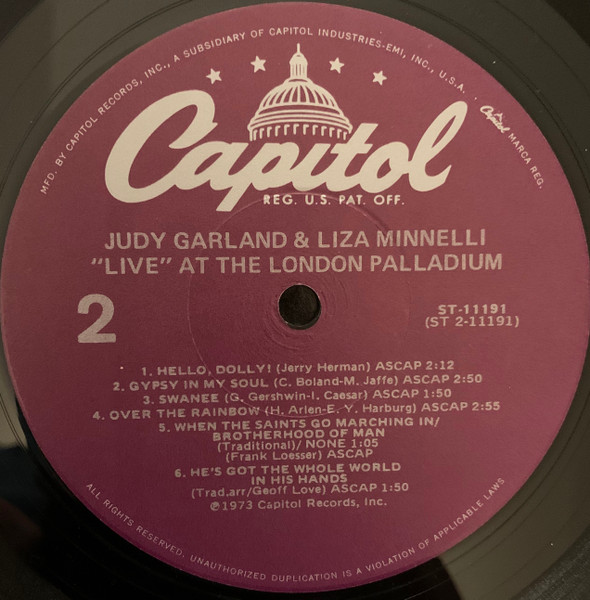 MFD. BY CAPITOL RECORDS, INC., A SUBSIDIARY OF CAPITOL INDUSTRIES-EMI, INC., U.S.A. · Capitol MARCA REG.
Capitol
REG. U.S. PAT. OFF.
JUDY GARLAND & LIZA MINNELLI
"LIVE" AT THE LONDON PALLADIUM
2
ST-11191
(ST 2-11191)
1. HELLO, DOLLY! (Jerry Herman) ASCAP 2:12
2. GYPSY IN MY SOUL (C. Boland-M. Jaffe) ASCAP 2:50
3. SWANEE (G. Gershwin-I. Caesar) ASCAP 1:50
4. OVER THE RAINBOW (H. Arlen-E. Y. Harburg) ASCAP 2:55
5. WHEN THE SAINTS GO MARCHING IN/
BROTHERHOOD OF MAN
(Traditional)/ NONE 1:05
(Frank Loesser) ASCAP
6. HE'S GOT THE WHOLE WORLD
IN HIS HANDS
(Trad.arr/Geoff Love) ASCAP 1:50
℗1973 Capitol Records, Inc.
ALL RIGHTS RESERVED. UNAUTHORIZED DUPLICATION IS A VIOLATION OF APPLICABLE LAWS